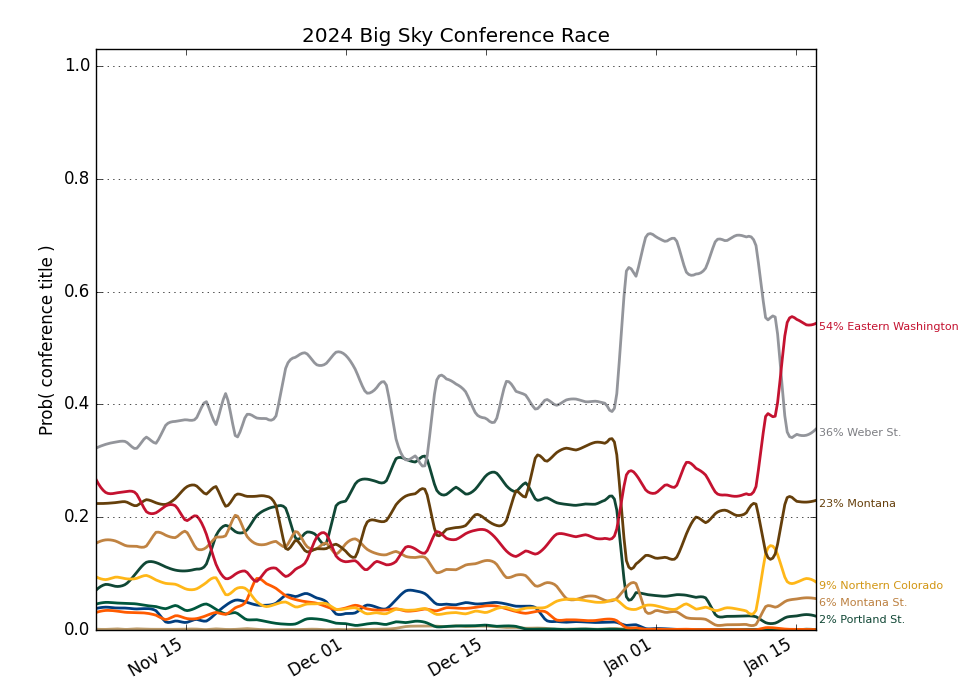 2024 Big Sky Conference Race
Prob( conference title )
1.0
0.8
0.6
0.4
0.2
0.0
Nov 15
Dec 01
Dec 15
Jan 01
Jan 15
54% Eastern Washington
36% Weber St.
23% Montana
9% Northern Colorado
6% Montana St.
2% Portland St.